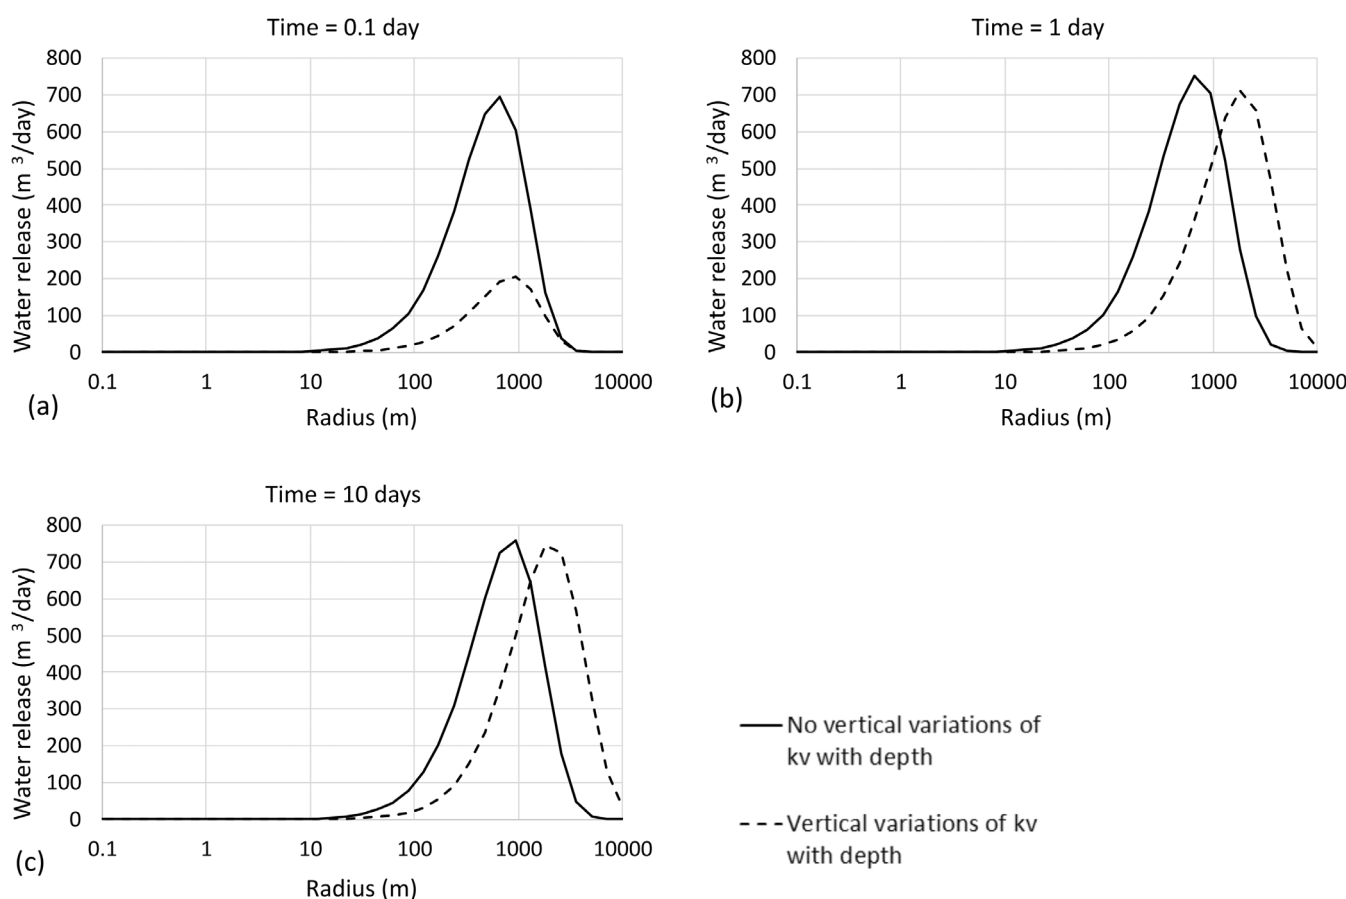 Time = 0.1 day
800
700
600
500
400
300
200
100
0
Water release (m ³/day)
0.1 1 10 100 1000 10000
Radius (m)
(a)
Time = 1 day
800
700
600
500
400
300
200
100
0
Water release (m ³/day)
0.1 1 10 100 1000 10000
Radius (m)
(b)
Time = 10 days
800
700
600
500
400
300
200
100
0
Water release (m ³/day)
0.1 1 10 100 1000 10000
Radius (m)
(c)
No vertical variations of
kv with depth
Vertical variations of kv
with depth